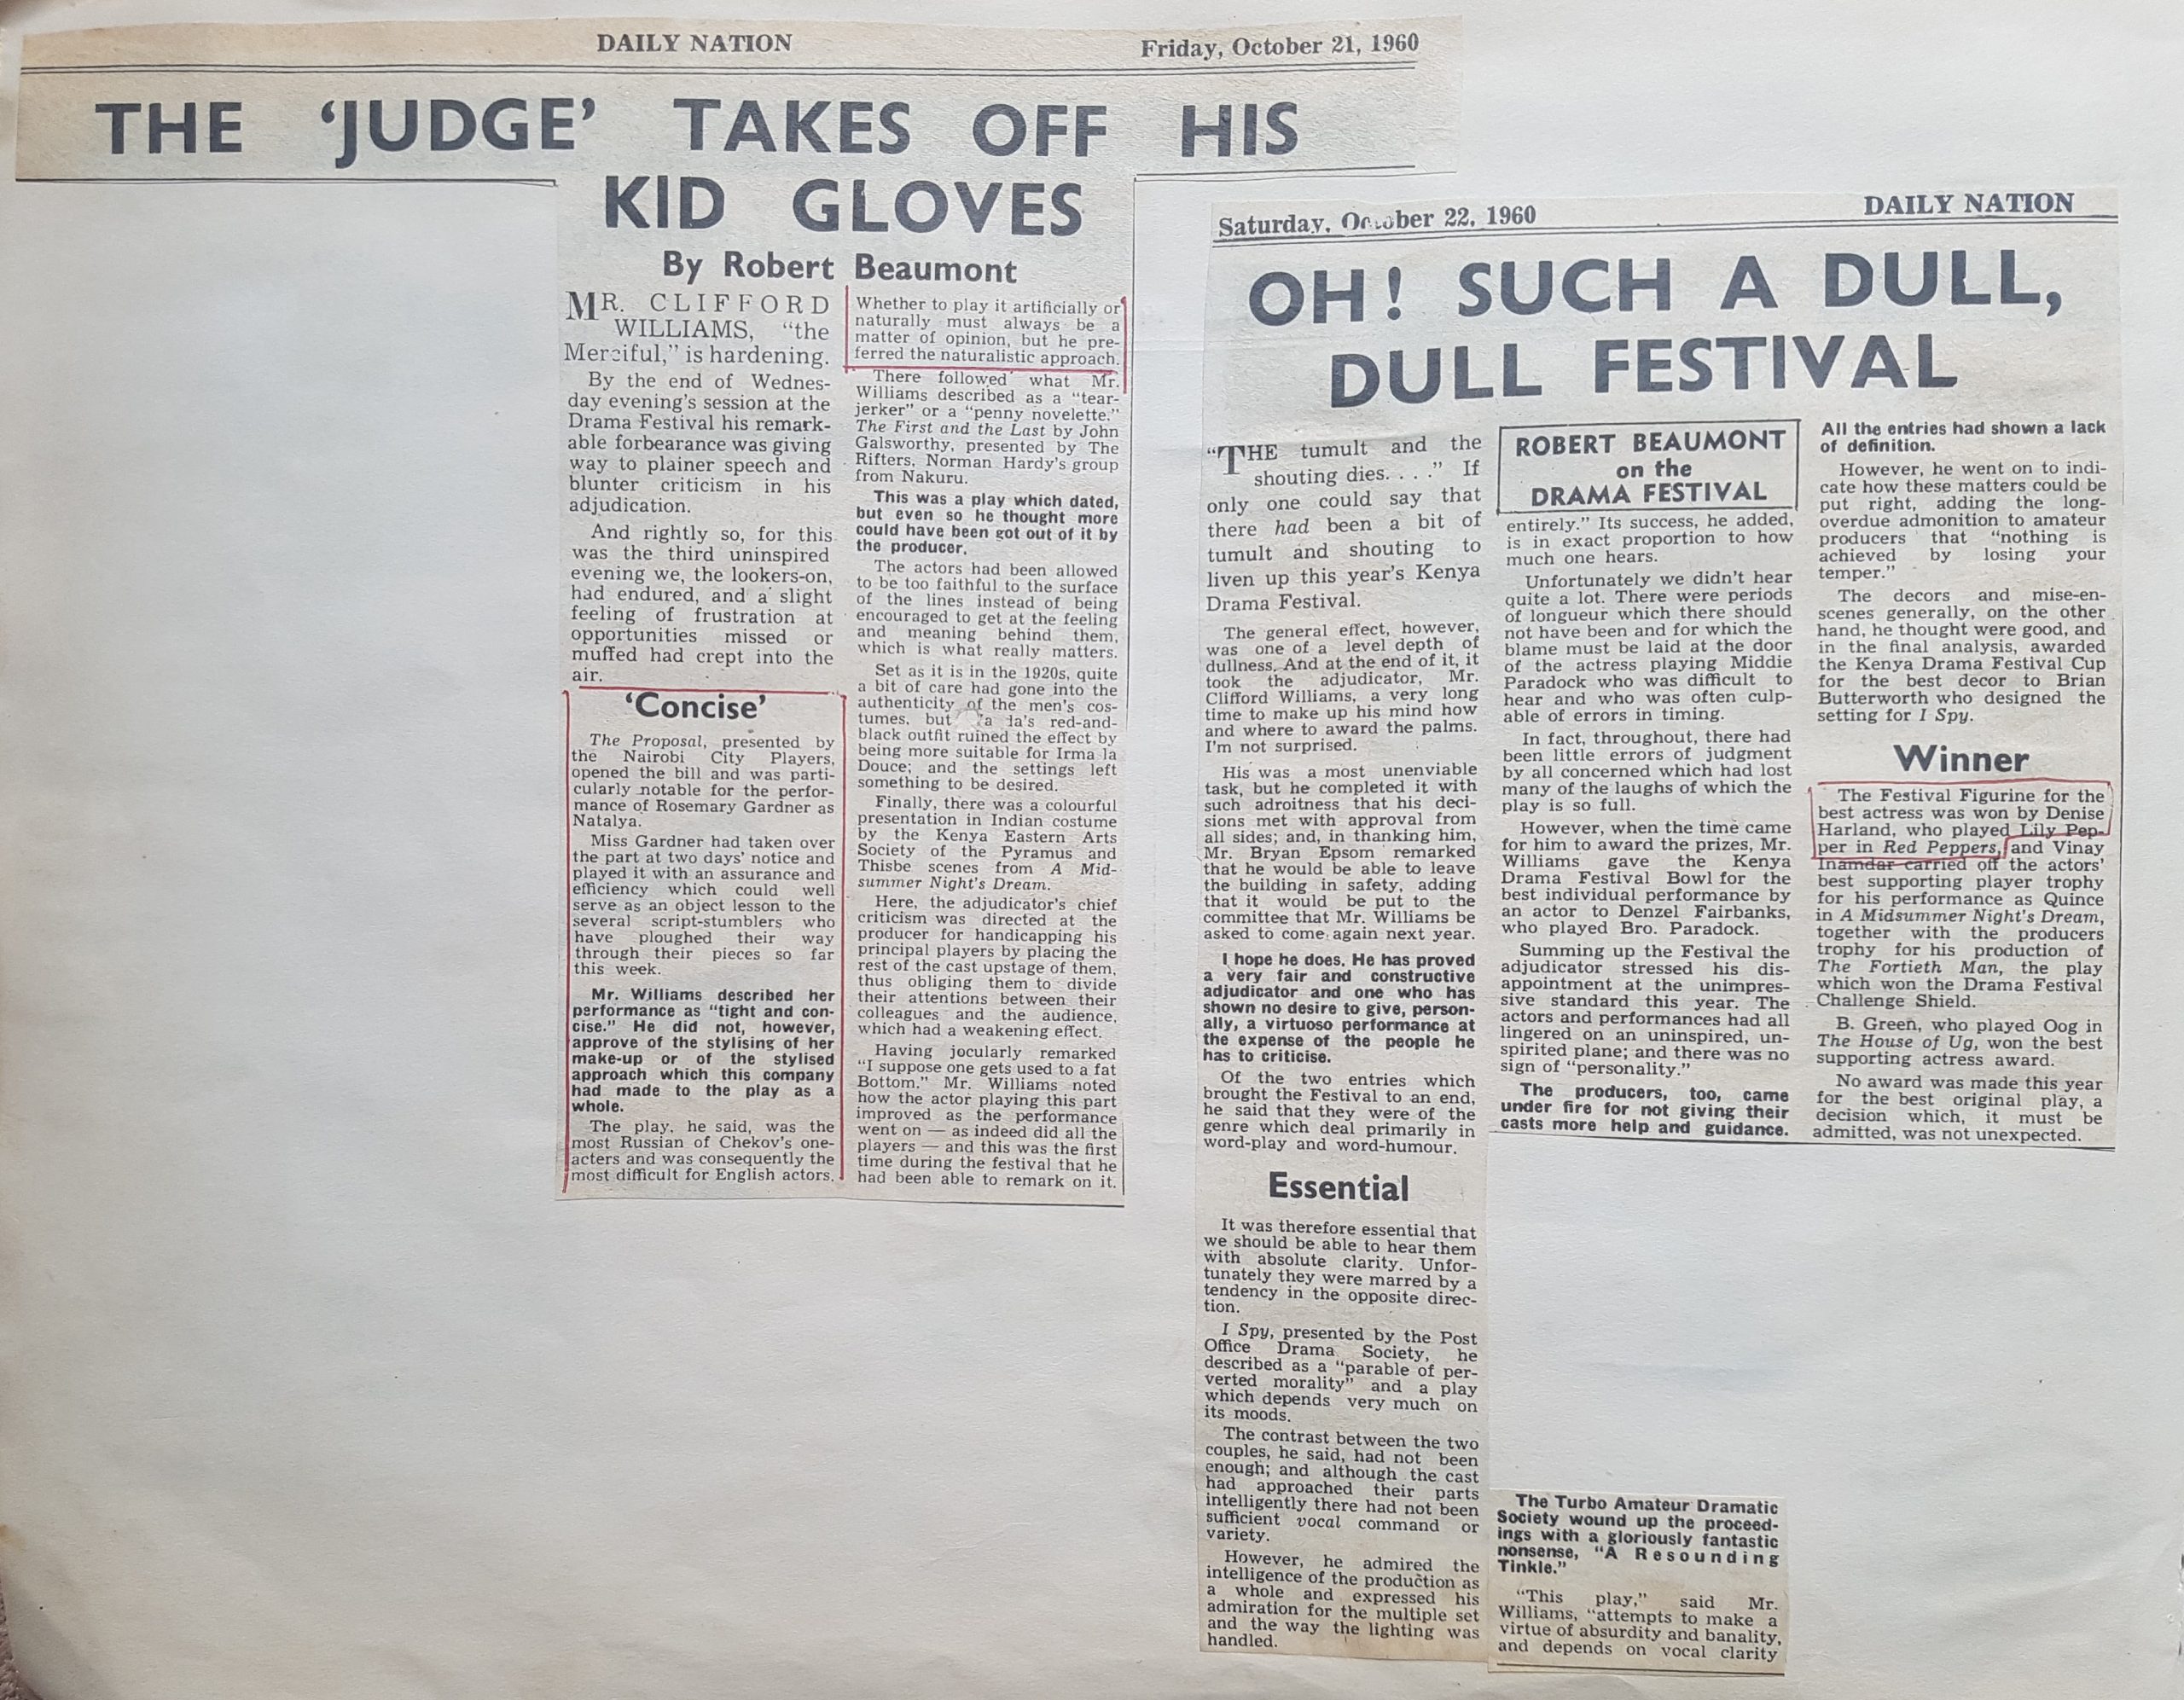 DAILY NATION
Friday, October 21, 1960
THE 'JUDGE' TAKES OFF HIS
KID GLOVES
By Robert Beaumont
MR. CLIFFORD
WILLIAMS, "the
Merciful," is hardening.
By the end of Wednes-
day evening's session at the
Drama Festival his remark-
able forbearance was giving
way to plainer speech and
blunter criticism in his
adjudication.
And rightly so, for this
was the third uninspired
evening we, the lookers-on,
had endured, and a slight
feeling of frustration at
opportunities missed or
muffed had crept into the
air.
'Concise'
The Proposal, presented by
the Nairobi City Players,
opened the bill and was parti-
cularly notable for the perfor-
mance of Rosemary Gardner as
Natalya.
Miss Gardner had taken over
the part at two days' notice and
played it with an assurance and
efficiency which could well
serve as an object lesson to the
several script-stumblers who
have ploughed their way
through their pieces so far
this week.
Mr. Williams described her
performance as "tight and con-
cise." He did not, however,
approve of the stylising of her
make-up or of the stylised
approach which this company
had made to the play as a
whole.
The play, he said, was the
most Russian of Chekov's one-
acters and was consequently the
most difficult for English actors.
Whether to play it artificially or
naturally must always be a
matter of opinion, but he pre-
ferred the naturalistic approach.
There followed what Mr.
Williams described as a "tear-
jerker" or a "penny novelette."
The First and the Last by John
Galsworthy, presented by The
Rifters, Norman Hardy's group
from Nakuru.
This was a play which dated,
but even so he thought more
could have been got out of it by
the producer.
The actors had been allowed
to be too faithful to the surface
of the lines instead of being
encouraged to get at the feeling
and meaning behind them,
which is what really matters.
Set as it is in the 1920s, quite
a bit of care had gone into the
authenticity of the men's cos-
tumes, but red-and-
black outfit ruined the effect by
being more suitable for Irma la
Douce; and the settings left
something to be desired.
Finally, there was a colourful
presentation in Indian costume
by the Kenya Eastern Arts
Society of the Pyramus and
Thisbe scenes from A Mid-
summer Night's Dream.
Here, the adjudicator's chief
criticism was directed at the
producer for handicapping his
principal players by placing the
rest of the cast upstage of them,
thus obliging them to divide
their attentions between their
colleagues and the audience,
which had a weakening effect.
Having jocularly remarked
"I suppose one gets used to a fat
Bottom." Mr. Williams noted
how the actor playing this part
improved as the performance
went on — as indeed did all the
players — and this was the first
time during the festival that he
had been able to remark on it.
Saturday, October 22, 1960
DAILY NATION
OH! SUCH A DULL,
DULL FESTIVAL
"THE tumult and the
shouting dies. . . ." If
only one could say that
there had been a bit of
tumult and shouting to
liven up this year's Kenya
Drama Festival.
The general effect, however,
was one of a level depth of
dullness. And at the end of it, it
took the adjudicator, Mr.
Clifford Williams, a very long
time to make up his mind how
and where to award the palms.
I'm not surprised.
His was a most unenviable
task, but he completed it with
such adroitness that his deci-
sions met with approval from
all sides; and, in thanking him,
Mr. Bryan Epsom remarked
that he would be able to leave
the building in safety, adding
that it would be put to the
committee that Mr. Williams be
asked to come again next year.
I hope he does. He has proved
a very fair and constructive
adjudicator and one who has
shown no desire to give, person-
ally, a virtuoso performance at
the expense of the people he
has to criticise.
Of the two entries which
brought the Festival to an end,
he said that they were of the
genre which deal primarily in
word-play and word-humour.
Essential
It was therefore essential that
we should be able to hear them
with absolute clarity. Unfor-
tunately they were marred by a
tendency in the opposite direc-
tion.
I Spy, presented by the Post
Office Drama Society, he
described as a "parable of per-
verted morality" and a play
which depends very much on
its moods.
The contrast between the two
couples, he said, had not been
enough; and although the cast
had approached their parts
intelligently there had not been
sufficient vocal command or
variety.
However, he admired the
intelligence of the production as
a whole and expressed his
admiration for the multiple set
and the way the lighting was
handled.
The Turbo Amateur Dramatic
Society wound up the proceed-
ings with a gloriously fantastic
nonsense, "A Resounding
Tinkle."
"This play," said Mr.
Williams, "attempts to make a
virtue of absurdity and banality,
and depends on vocal clarity
ROBERT BEAUMONT
on the
DRAMA FESTIVAL
entirely." Its success, he added,
is in exact proportion to how
much one hears.
Unfortunately we didn't hear
quite a lot. There were periods
of longueur which there should
not have been and for which the
blame must be laid at the door
of the actress playing Middie
Paradock who was difficult to
hear and who was often culp-
able of errors in timing.
In fact, throughout, there had
been little errors of judgment
by all concerned which had lost
many of the laughs of which the
play is so full.
However, when the time came
for him to award the prizes, Mr.
Williams gave the Kenya
Drama Festival Bowl for the
best individual performance by
an actor to Denzel Fairbanks,
who played Bro. Paradock.
Summing up the Festival the
adjudicator stressed his dis-
appointment at the unimpres-
sive standard this year. The
actors and performances had all
lingered on an uninspired, un-
spirited plane; and there was no
sign of "personality."
The producers, too, came
under fire for not giving their
casts more help and guidance.
All the entries had shown a lack
of definition.
However, he went on to indi-
cate how these matters could be
put right, adding the long-
overdue admonition to amateur
producers that "nothing is
achieved by losing your
temper."
The decors and mise-en-
scenes generally, on the other
hand, he thought were good, and
in the final analysis, awarded
the Kenya Drama Festival Cup
for the best decor to Brian
Butterworth who designed the
setting for I Spy.
Winner
The Festival Figurine for the
best actress was won by Denise
Harland, who played Lily Pep-
per in Red Peppers, and Vinay
Inamdar carried off the actors'
best supporting player trophy
for his performance as Quince
in A Midsummer Night's Dream,
together with the producers
trophy for his production of
The Fortieth Man, the play
which won the Drama Festival
Challenge Shield.
B. Green, who played Oog in
The House of Ug, won the best
supporting actress award.
No award was made this year
for the best original play, a
decision which, it must be
admitted, was not unexpected.